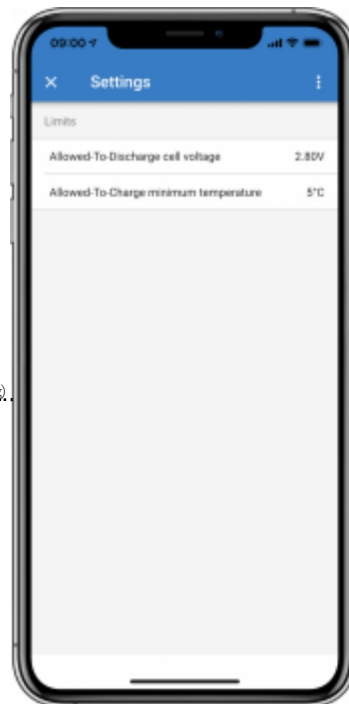 09:00
Settings
Limits
Allowed-To-Discharge cell voltage 2.80V
Allowed-To-Charge minimum temperature 5°C